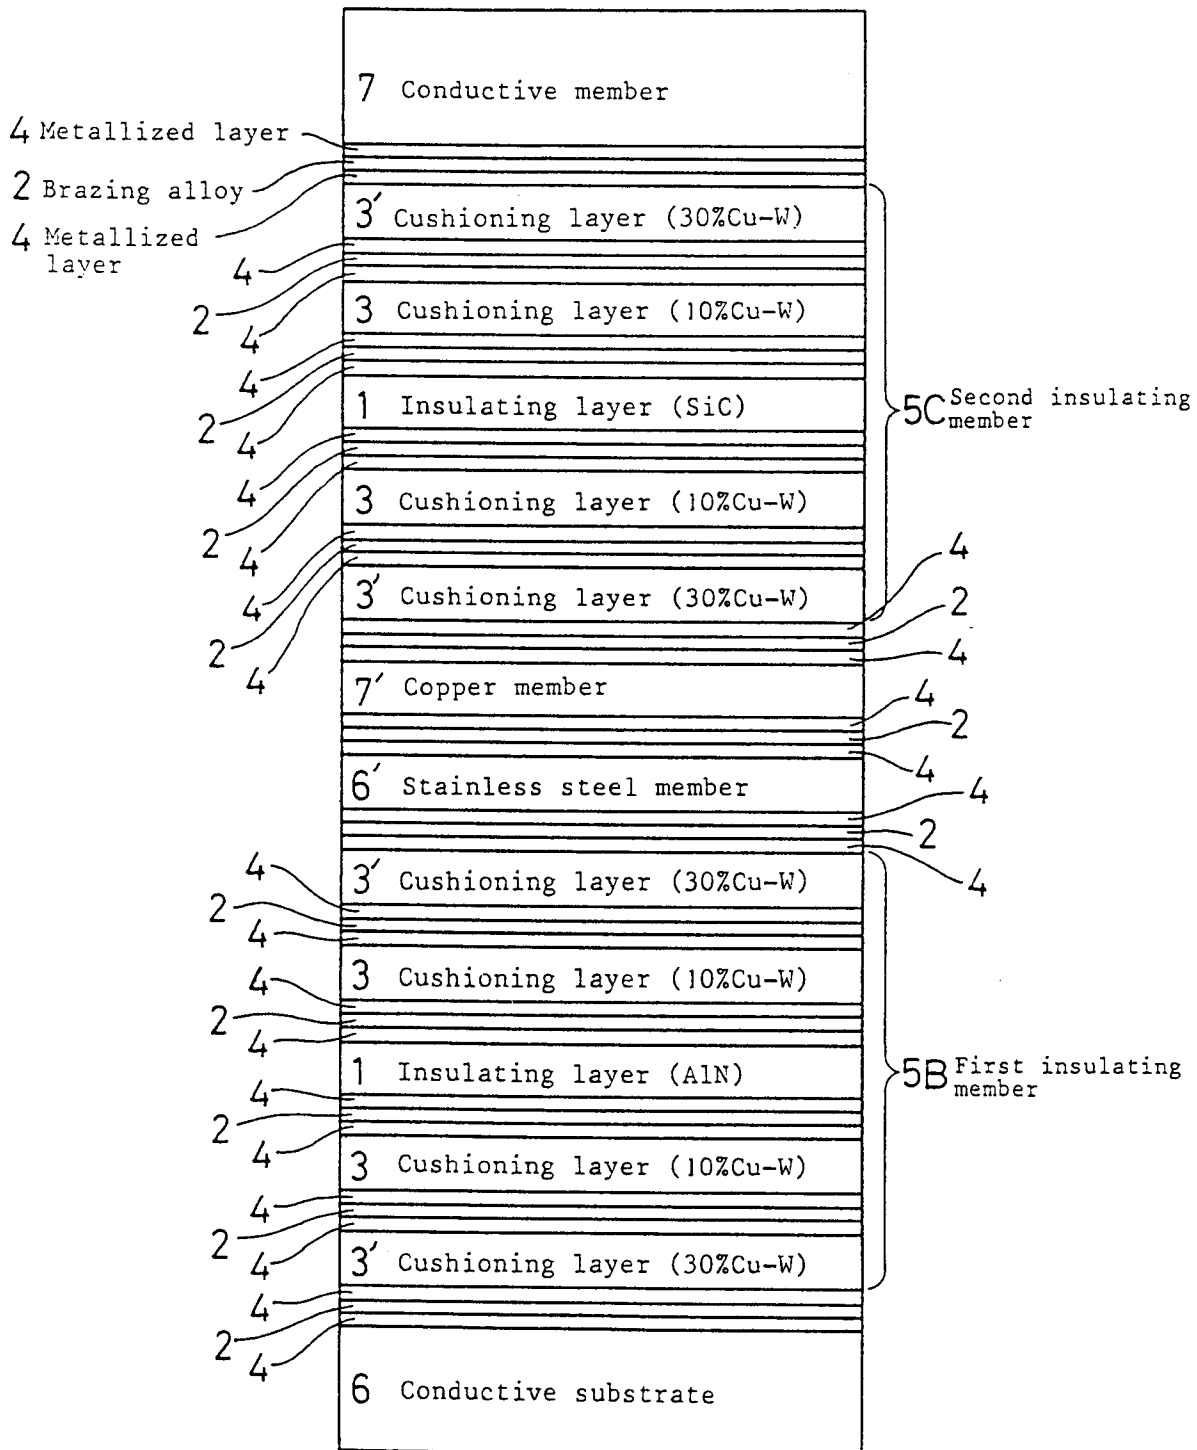 7 Conductive member
4 Metallized layer
2 Brazing alloy
4 Metallized
layer
3′ Cushioning layer (30%Cu-W)
4
2
4
3 Cushioning layer (10%Cu-W)
4
2
4
1 Insulating layer (SiC)
5C Second insulating
member
4
2
4
3 Cushioning layer (10%Cu-W)
4
2
4
3′ Cushioning layer (30%Cu-W)
4
2
4
7′ Copper member
4
2
4
6′ Stainless steel member
4
2
4
3′ Cushioning layer (30%Cu-W)
4
2
4
3 Cushioning layer (10%Cu-W)
4
2
4
1 Insulating layer (AlN)
5B First insulating
member
4
2
4
3 Cushioning layer (10%Cu-W)
4
2
4
3′ Cushioning layer (30%Cu-W)
4
2
4
6 Conductive substrate